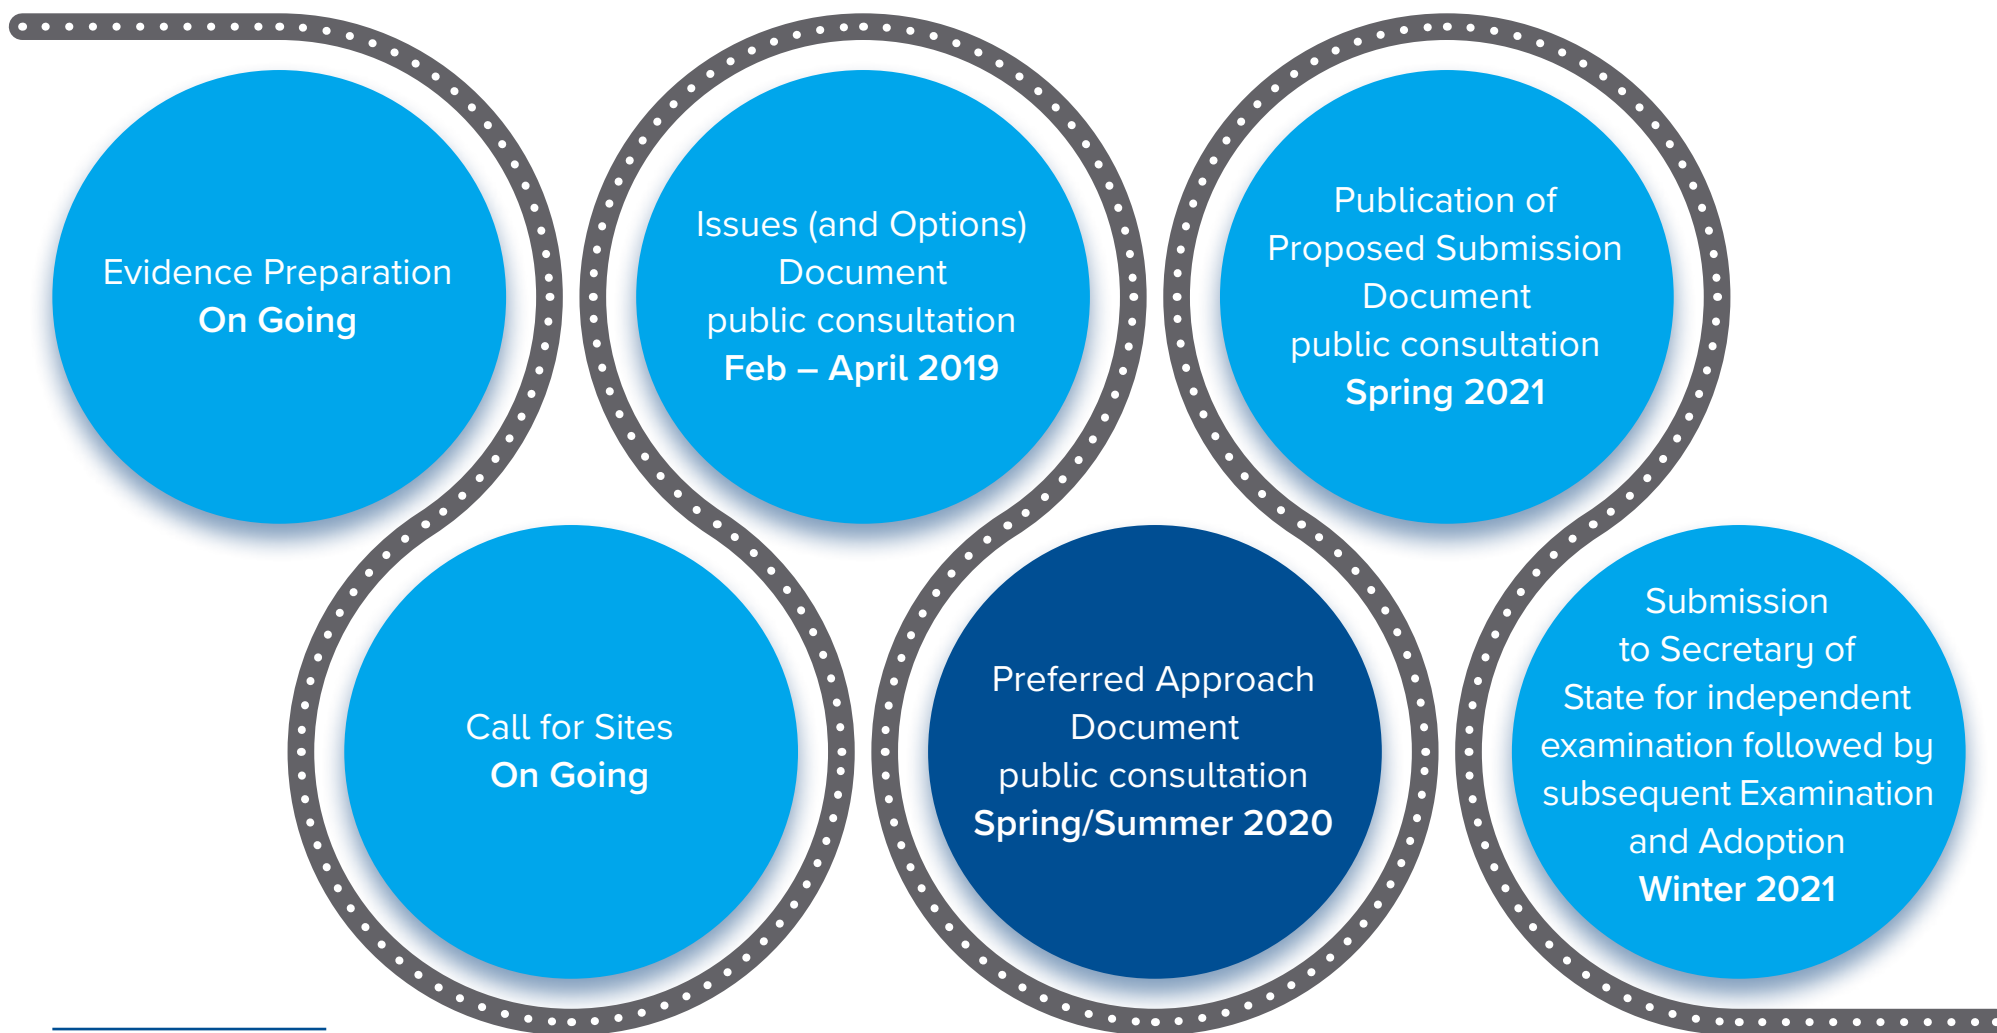 Evidence Preparation
On Going
Call for Sites
On Going
Issues (and Options)
Document
public consultation
Feb – April 2019
Preferred Approach
Document
public consultation
Spring/Summer 2020
Publication of
Proposed Submission
Document
public consultation
Spring 2021
Submission
to Secretary of
State for independent
examination followed by
subsequent Examination
and Adoption
Winter 2021